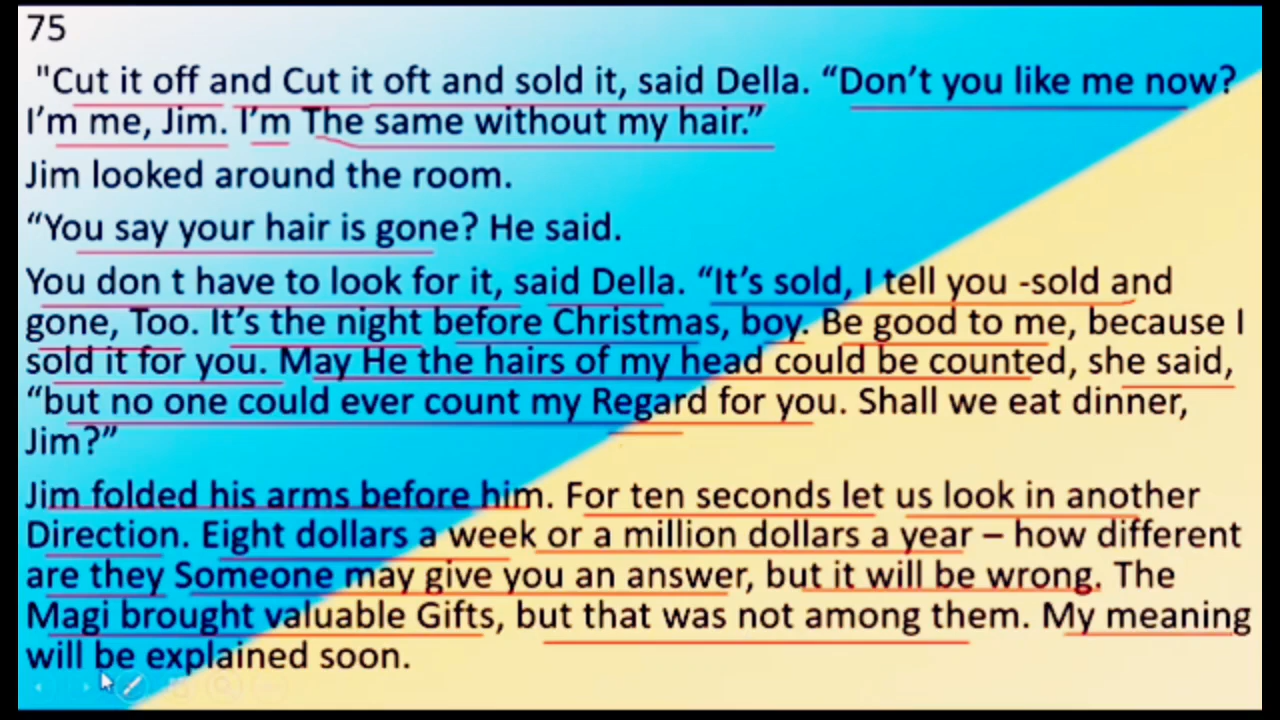 75
"Cut it off and Cut it oft and sold it, said Della. “Don’t you like me now?
I’m me, Jim. I’m The same without my hair.”
Jim looked around the room.
“You say your hair is gone? He said.
You don t have to look for it, said Della. “It’s sold, I tell you -sold and
gone, Too. It’s the night before Christmas, boy. Be good to me, because I
sold it for you. May He the hairs of my head could be counted, she said,
“but no one could ever count my Regard for you. Shall we eat dinner,
Jim?”
Jim folded his arms before him. For ten seconds let us look in another
Direction. Eight dollars a week or a million dollars a year – how different
are they Someone may give you an answer, but it will be wrong. The
Magi brought valuable Gifts, but that was not among them. My meaning
will be explained soon.